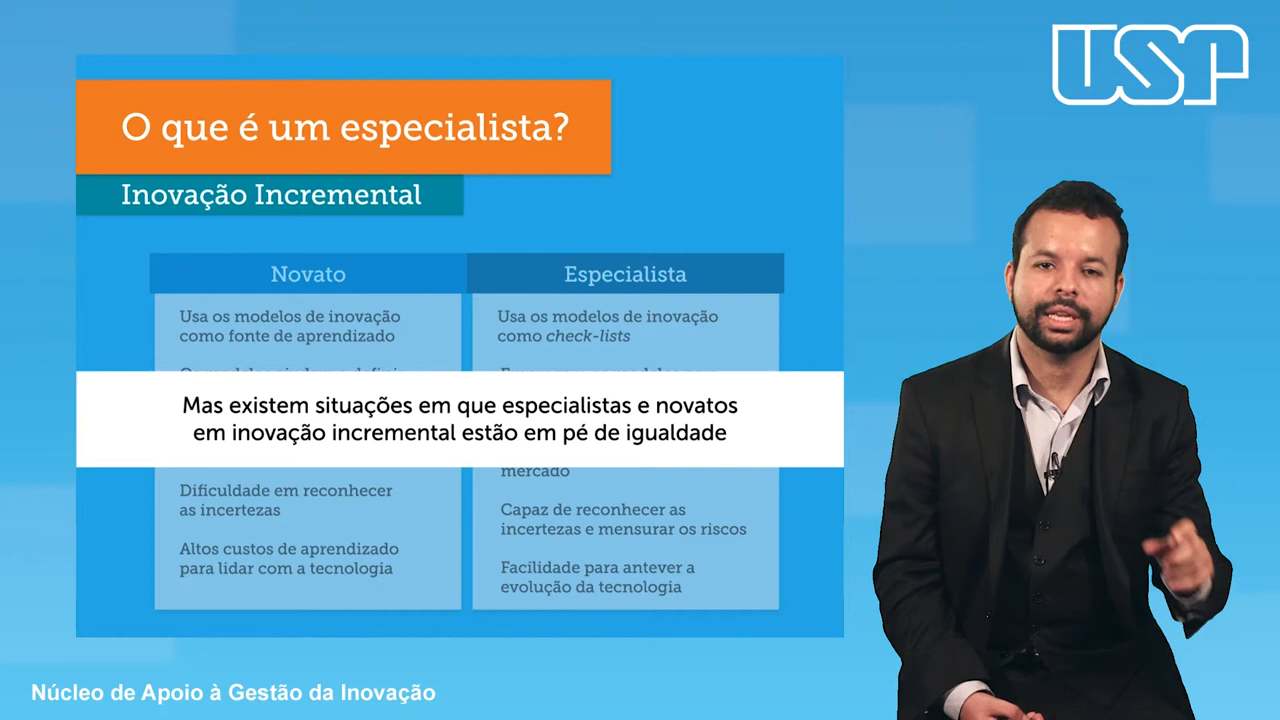 USP
O que é um especialista?
Inovação Incremental
Novato
Especialista
Usa os modelos de inovação
como fonte de aprendizado
Usa os modelos de inovação
como check-lists
Mas existem situações em que especialistas e novatos
em inovação incremental estão em pé de igualdade
mercado
Dificuldade em reconhecer
as incertezas
Altos custos de aprendizado
para lidar com a tecnologia
Capaz de reconhecer as
incertezas e mensurar os riscos
Facilidade para antever a
evolução da tecnologia
Núcleo de Apoio à Gestão da Inovação